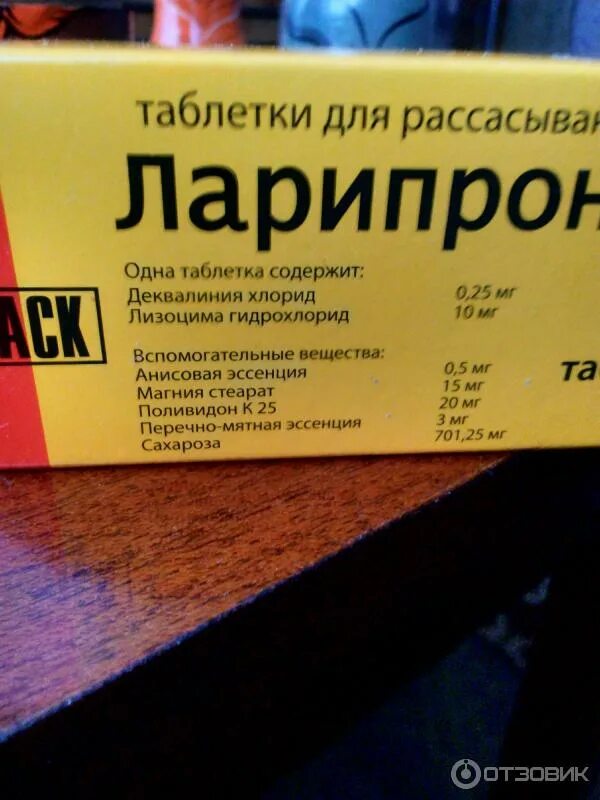 таблетки для рассасыва
Ларипрон
Одна таблетка содержит:
Деквалиния хлорид 0,25 мг
Лизоцима гидрохлорид 10 мг
ACK
Вспомогательные вещества:
Анисовая эссенция 0,5 мг
Магния стеарат 15 мг
Поливидон К 25 20 мг
Перечно-мятная эссенция 3 мг
Сахароза 701,25 мг
та
ОТЗОВИК